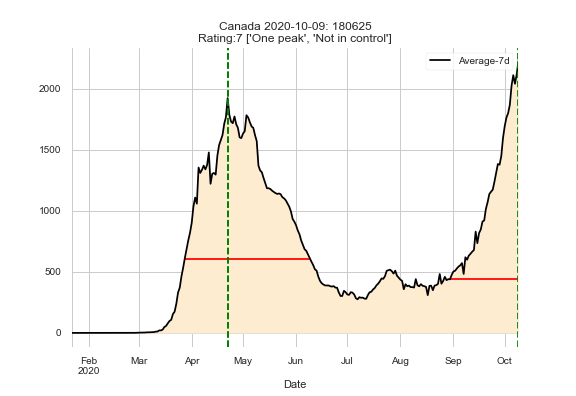 Canada 2020-10-09: 180625
Rating:7 ['One peak', 'Not in control']
Average-7d
2000
1500
1000
500
0
Feb Mar Apr May Jun Jul Aug Sep Oct
2020
Date